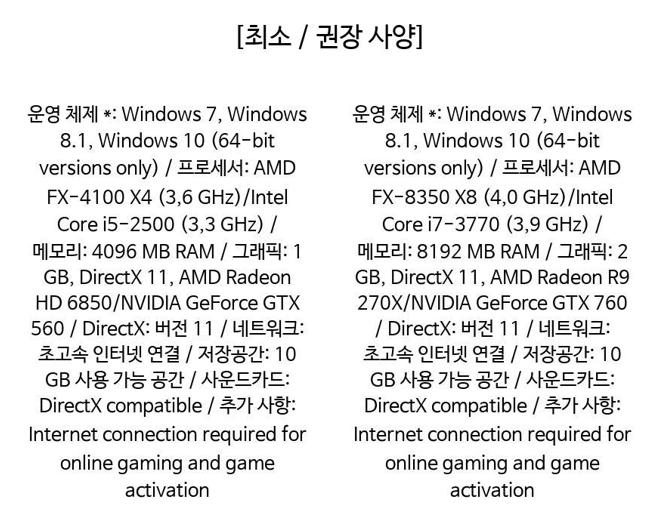 [최소 / 권장 사양]
운영 체제 *: Windows 7, Windows
8.1, Windows 10 (64-bit
versions only) / 프로세서: AMD
FX-4100 X4 (3,6 GHz)/Intel
Core i5-2500 (3,3 GHz) /
메모리: 4096 MB RAM / 그래픽: 1
GB, DirectX 11, AMD Radeon
HD 6850/NVIDIA GeForce GTX
560 / DirectX: 버전 11 / 네트워크:
초고속 인터넷 연결 / 저장공간: 10
GB 사용 가능 공간 / 사운드카드:
DirectX compatible / 추가 사항:
Internet connection required for
online gaming and game
activation
운영 체제 *: Windows 7, Windows
8.1, Windows 10 (64-bit
versions only) / 프로세서: AMD
FX-8350 X8 (4,0 GHz)/Intel
Core i7-3770 (3,9 GHz) /
메모리: 8192 MB RAM / 그래픽: 2
GB, DirectX 11, AMD Radeon R9
270X/NVIDIA GeForce GTX 760
/ DirectX: 버전 11 / 네트워크:
초고속 인터넷 연결 / 저장공간: 10
GB 사용 가능 공간 / 사운드카드:
DirectX compatible / 추가 사항:
Internet connection required for
online gaming and game
activation